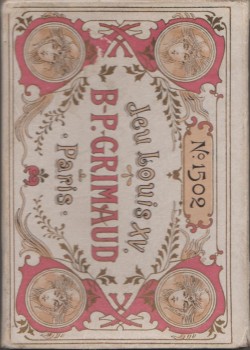 Nº 1502
Jeu Louis XV.
B.P. GRIMAUD
. Paris .